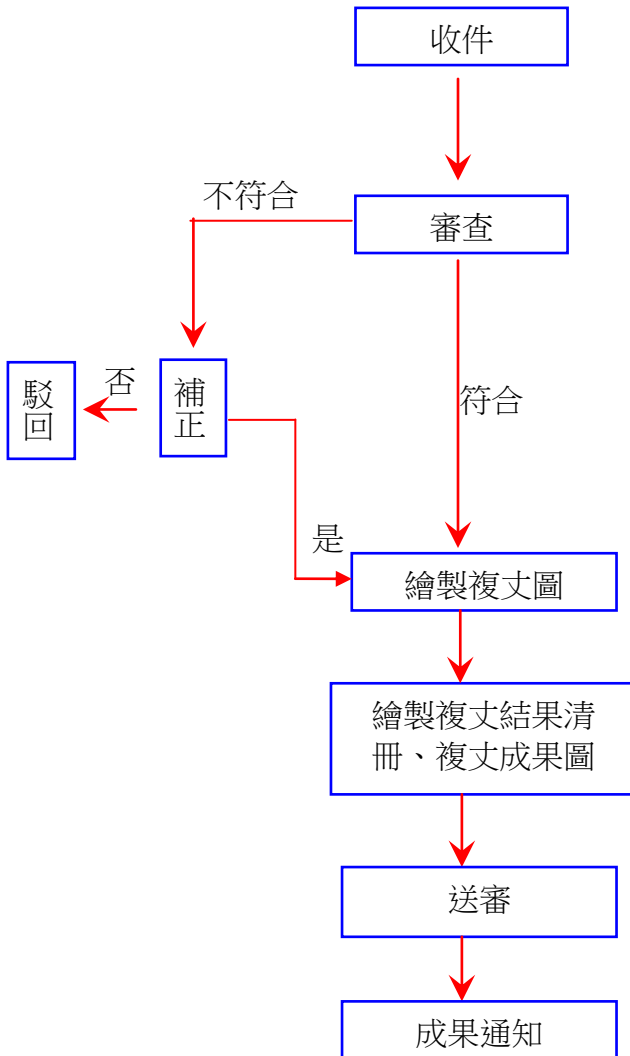 收件
不符合
審查
駁回
否
補正
符合
是
繪製複丈圖
繪製複丈結果清
冊、複丈成果圖
送審
成果通知